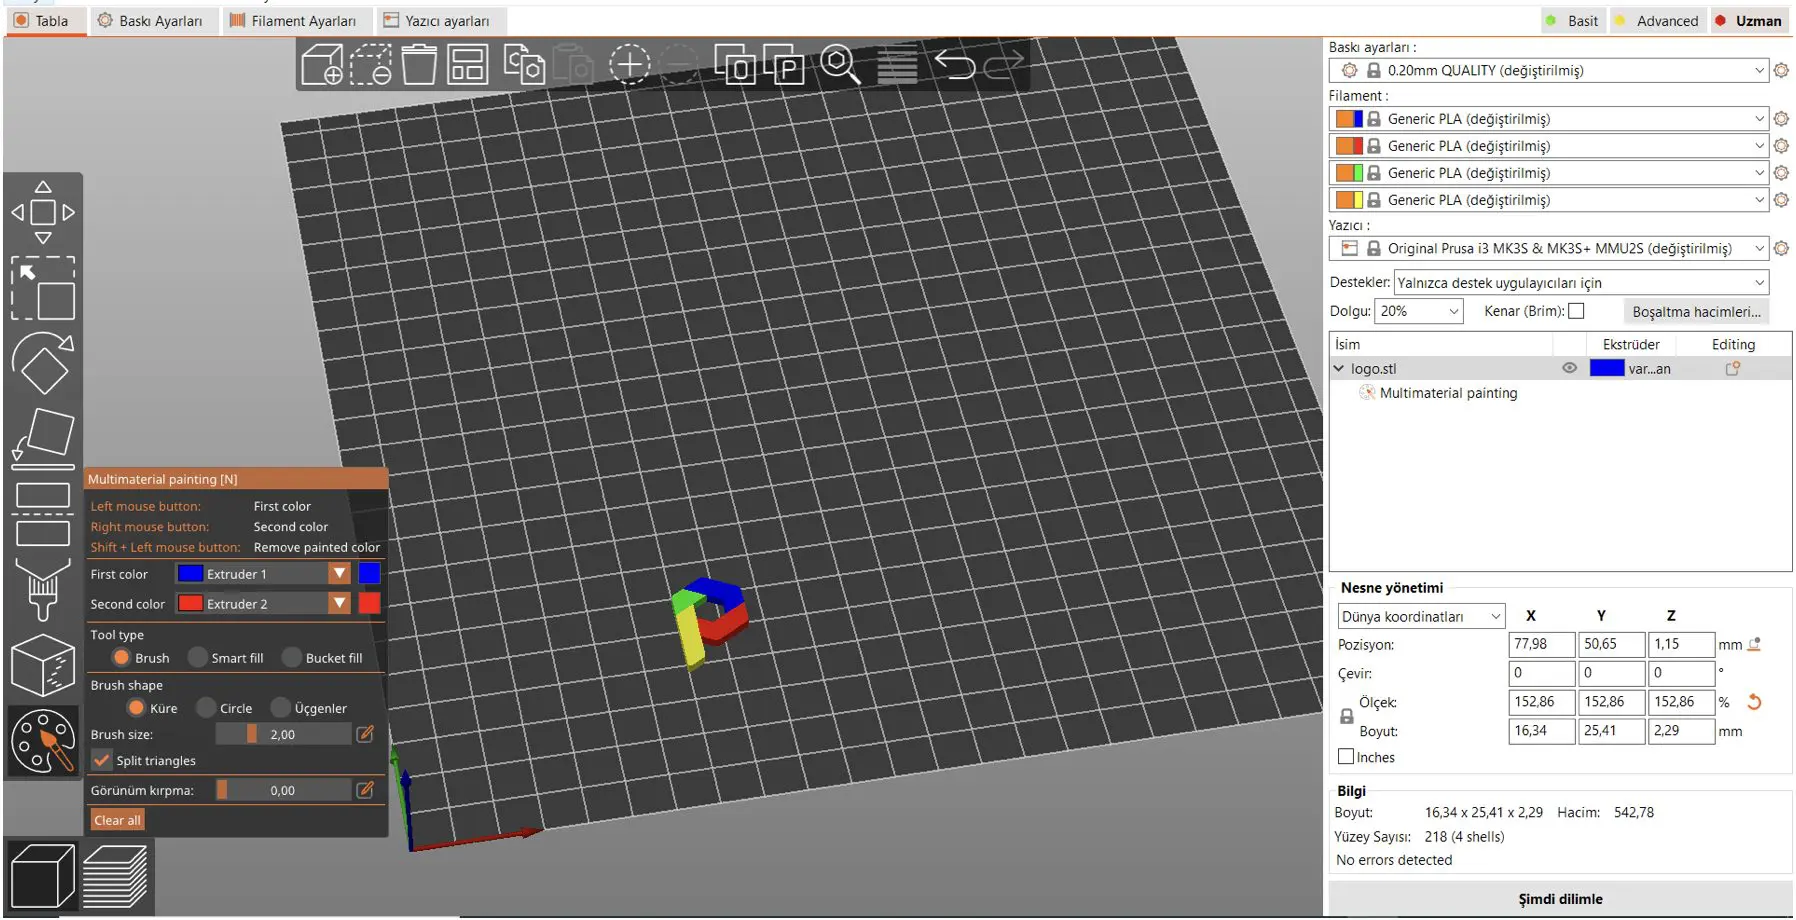 Tabla
Baskı Ayarları
Filament Ayarları
Yazıcı ayarları
Basit
Advanced
Uzman
Baskı ayarları :
0.20mm QUALITY (değiştirilmiş)
Filament :
Generic PLA (değiştirilmiş)
Generic PLA (değiştirilmiş)
Generic PLA (değiştirilmiş)
Generic PLA (değiştirilmiş)
Yazıcı :
Original Prusa i3 MK3S & MK3S+ MMU2S (değiştirilmiş)
Destekler: Yalnızca destek uygulayıcıları için
Dolgu: 20% Kenar (Brim): Boşaltma hacimleri...
İsim Ekstrüder Editing
logo.stl var...an
Multimaterial painting
Multimaterial painting [N]
Left mouse button: First color
Right mouse button: Second color
Shift + Left mouse button: Remove painted color
First color Extruder 1
Second color Extruder 2
Tool type
Brush Smart fill Bucket fill
Brush shape
Küre Circle Üçgenler
Brush size: 2,00
Split triangles
Görünüm kırpma: 0,00
Clear all
Nesne yönetimi
Dünya koordinatları X Y Z
Pozisyon: 77,98 50,65 1,15 mm
Çevir: 0 0 0 °
Ölçek: 152,86 152,86 152,86 %
Boyut: 16,34 25,41 2,29 mm
Inches
Bilgi
Boyut: 16,34 x 25,41 x 2,29 Hacim: 542,78
Yüzey Sayısı: 218 (4 shells)
No errors detected
Şimdi dilimle